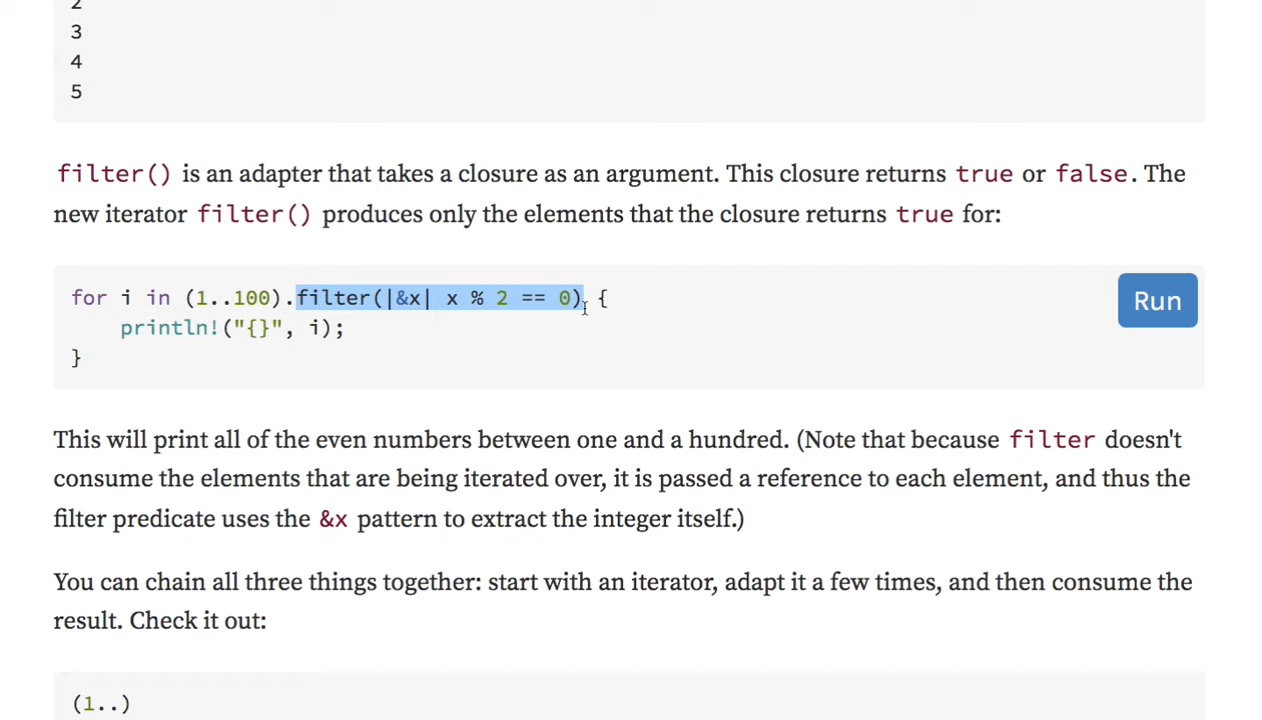 2
3
4
5
filter() is an adapter that takes a closure as an argument. This closure returns true or false. The
new iterator filter() produces only the elements that the closure returns true for:
for i in (1..100).filter(|&x| x % 2 == 0) {
Run
    println!("{}", i);
}
This will print all of the even numbers between one and a hundred. (Note that because filter doesn't
consume the elements that are being iterated over, it is passed a reference to each element, and thus the
filter predicate uses the &x pattern to extract the integer itself.)
You can chain all three things together: start with an iterator, adapt it a few times, and then consume the
result. Check it out:
(1..)